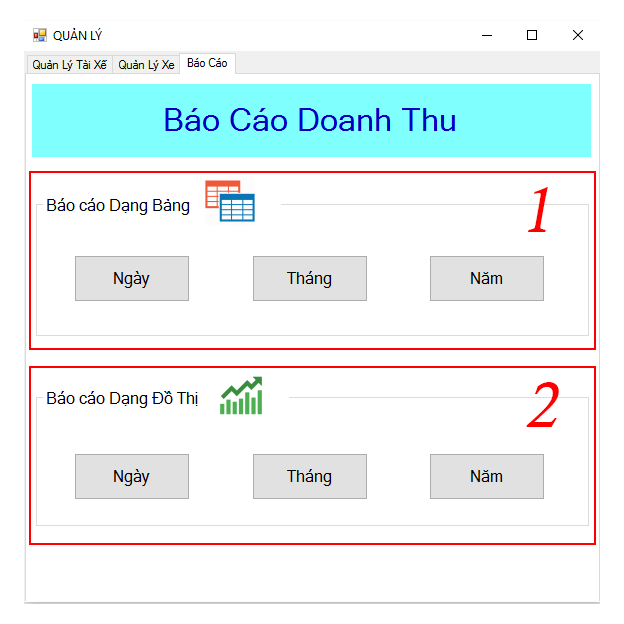 QUẢN LÝ
Quản Lý Tài Xế Quản Lý Xe Báo Cáo
Báo Cáo Doanh Thu
Báo cáo Dạng Bảng
1
Ngày Tháng Năm
Báo cáo Dạng Đồ Thị
2
Ngày Tháng Năm